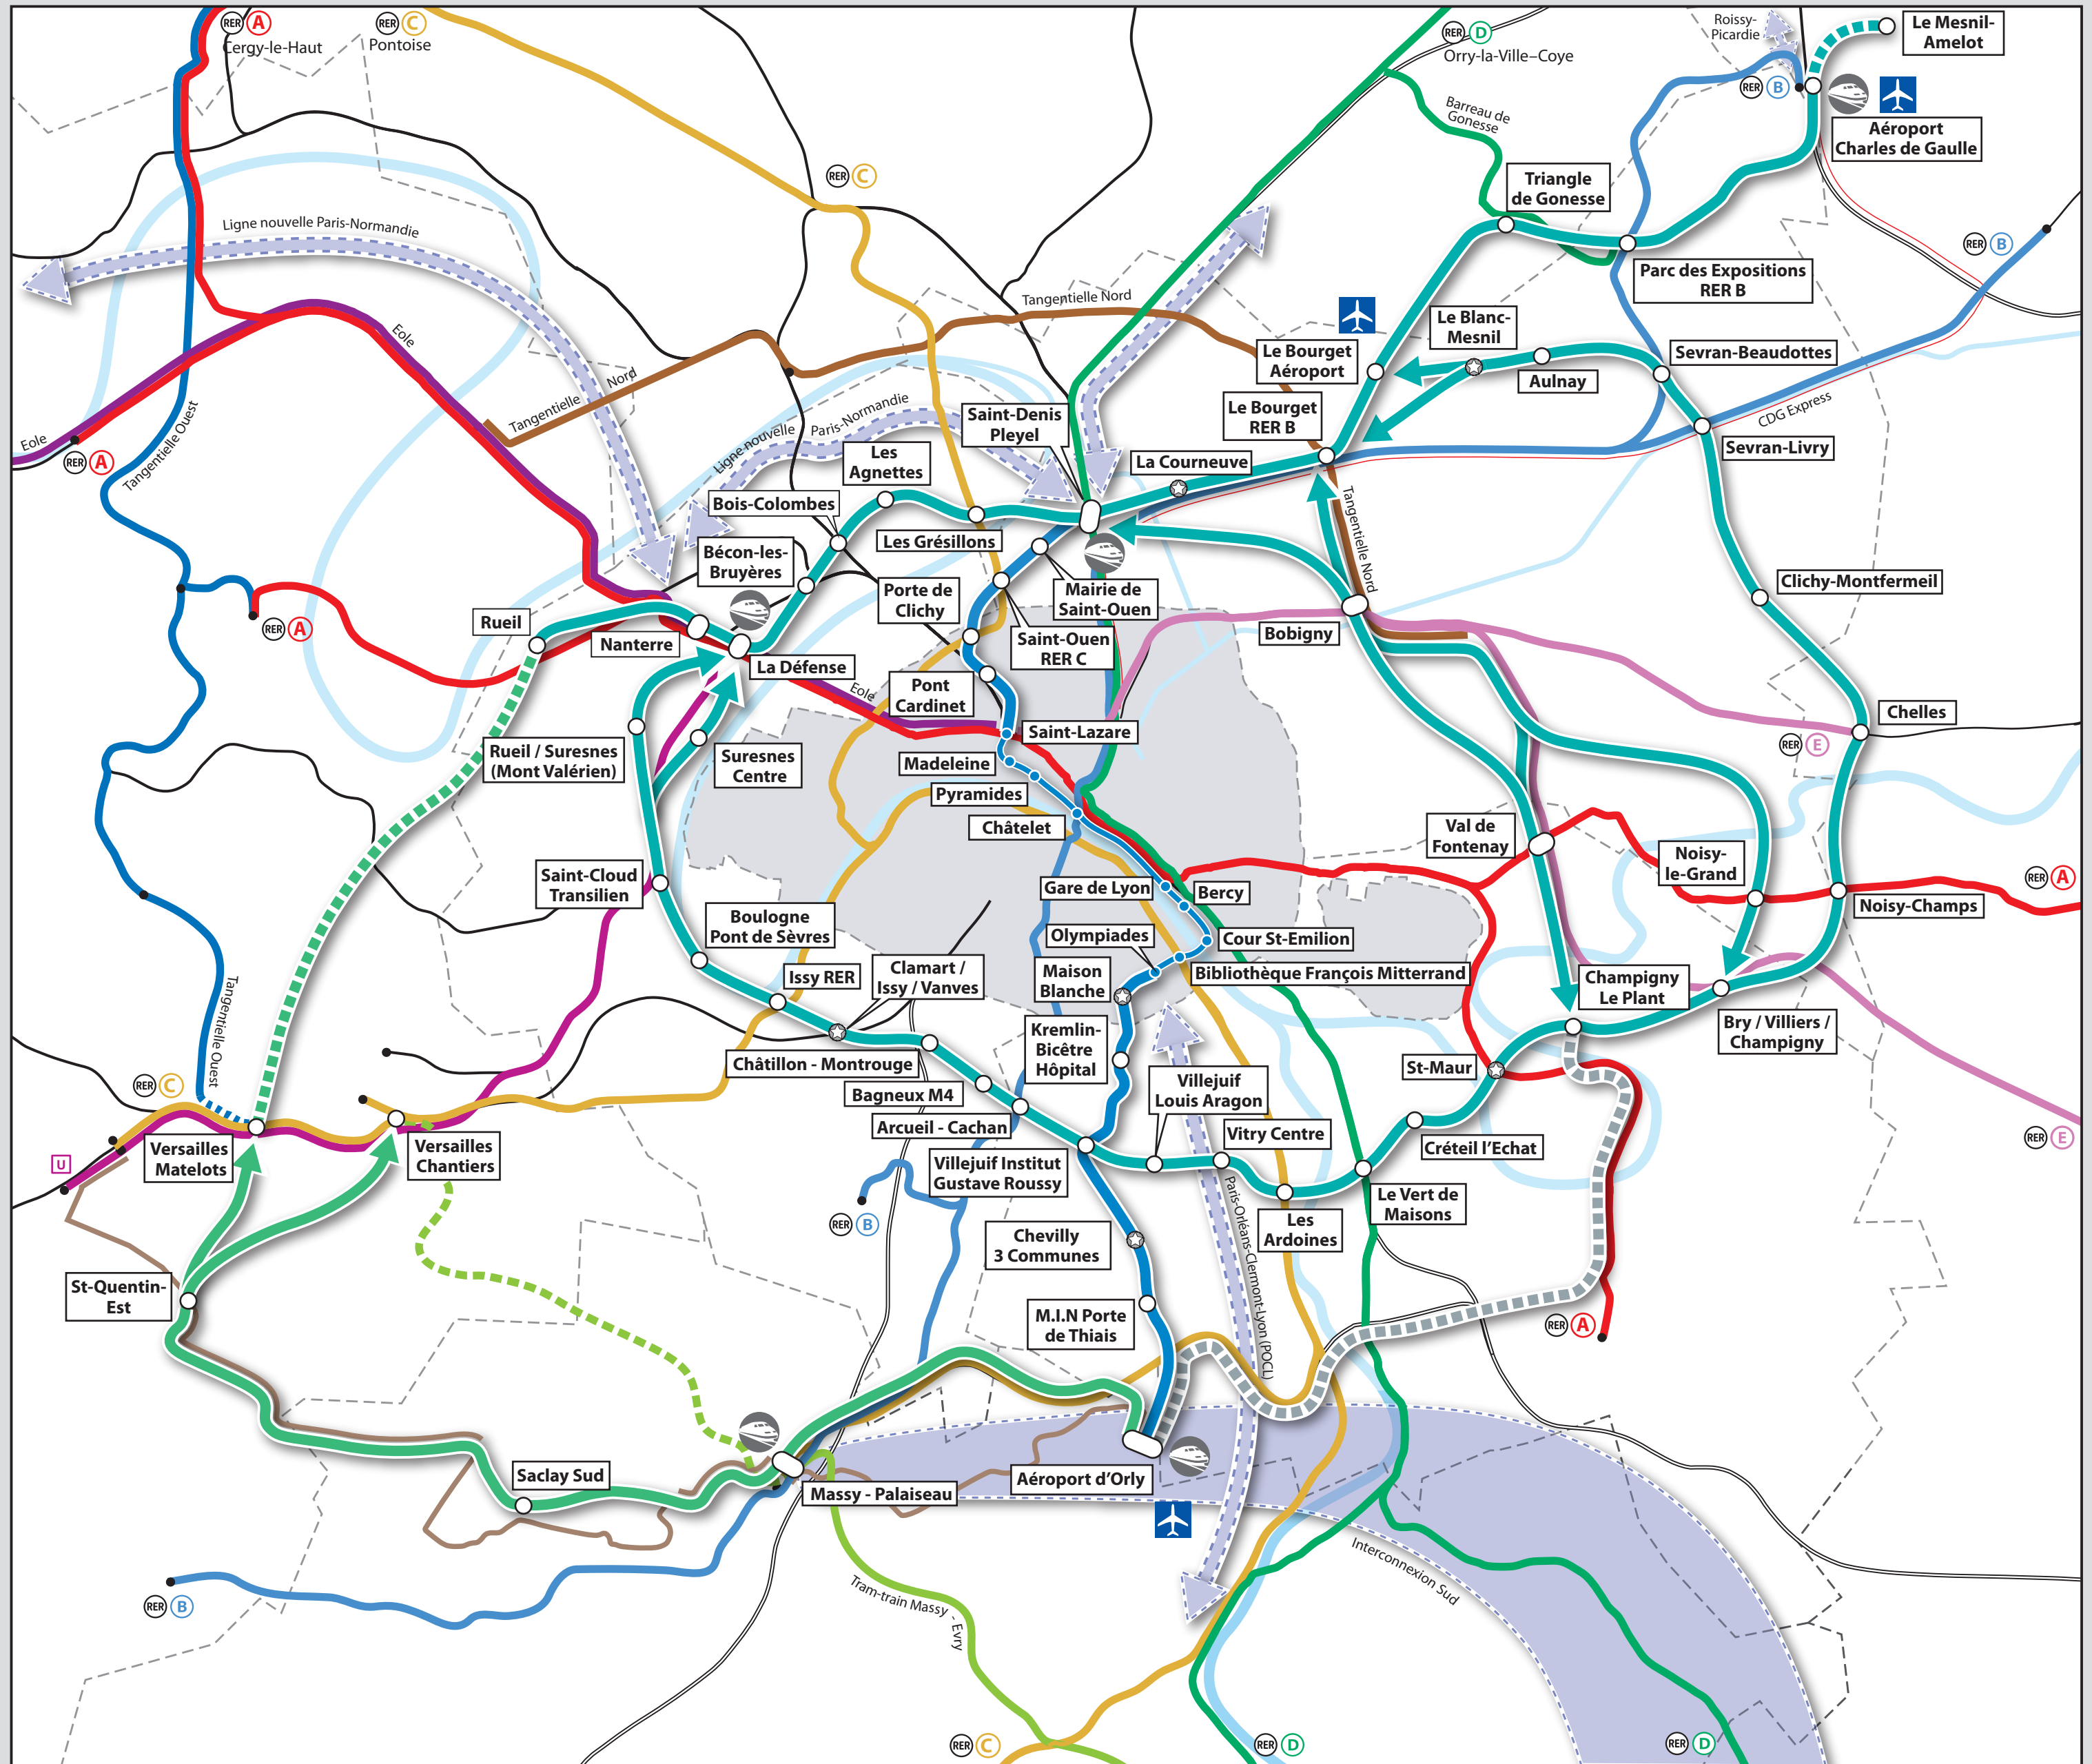 RER A
Cergy-le-Haut
RER C
Pontoise
RER D
Orry-la-Ville–Coye
Roissy-
Picardie
Le Mesnil-
Amelot
RER B
Aéroport
Charles de Gaulle
Barreau de
Gonesse
RER C
Triangle
de Gonesse
Ligne nouvelle Paris-Normandie
RER B
Parc des Expositions
RER B
Tangentielle Nord
Eole
Le Blanc-
Mesnil
Le Bourget
Aéroport
Sevran-Beaudottes
Aulnay
Nord
Tangentielle
Le Bourget
RER B
CDG Express
Saint-Denis
Pleyel
Paris-Normandie
Ligne nouvelle
Eole
RER A
Tangentielle Ouest
Les
Agnettes
La Courneuve
Sevran-Livry
Bois-Colombes
Tangentielle Nord
Les Grésillons
Bécon-les-
Bruyères
Clichy-Montfermeil
Porte de
Clichy
Mairie de
Saint-Ouen
RER A
Rueil
Nanterre
Bobigny
Saint-Ouen
RER C
La Défense
Eole
Pont
Cardinet
Chelles
Saint-Lazare
RER E
Rueil / Suresnes
(Mont Valérien)
Suresnes
Centre
Madeleine
Pyramides
Châtelet
Val de
Fontenay
Noisy-
le-Grand
RER A
Saint-Cloud
Transilien
Gare de Lyon
Bercy
Noisy-Champs
Boulogne
Pont de Sèvres
Olympiades
Cour St-Emilion
Issy RER
Clamart /
Issy / Vanves
Maison
Blanche
Bibliothèque François Mitterrand
Champigny
Le Plant
Tangentielle Ouest
Kremlin-
Bicêtre
Hôpital
Bry / Villiers /
Champigny
Châtillon - Montrouge
St-Maur
RER C
Bagneux M4
Villejuif
Louis Aragon
Arcueil - Cachan
Vitry Centre
RER E
Versailles
Matelots
Versailles
Chantiers
Créteil l'Echat
U
Villejuif Institut
Gustave Roussy
Le Vert de
Maisons
RER B
Les
Ardoines
Chevilly
3 Communes
Paris-Orléans-Clermont-Lyon (POCL)
St-Quentin-
Est
M.I.N Porte
de Thiais
RER A
Saclay Sud
Aéroport d'Orly
Massy - Palaiseau
Interconnexion Sud
RER B
Tram-train Massy - Evry
RER C
RER D
RER D